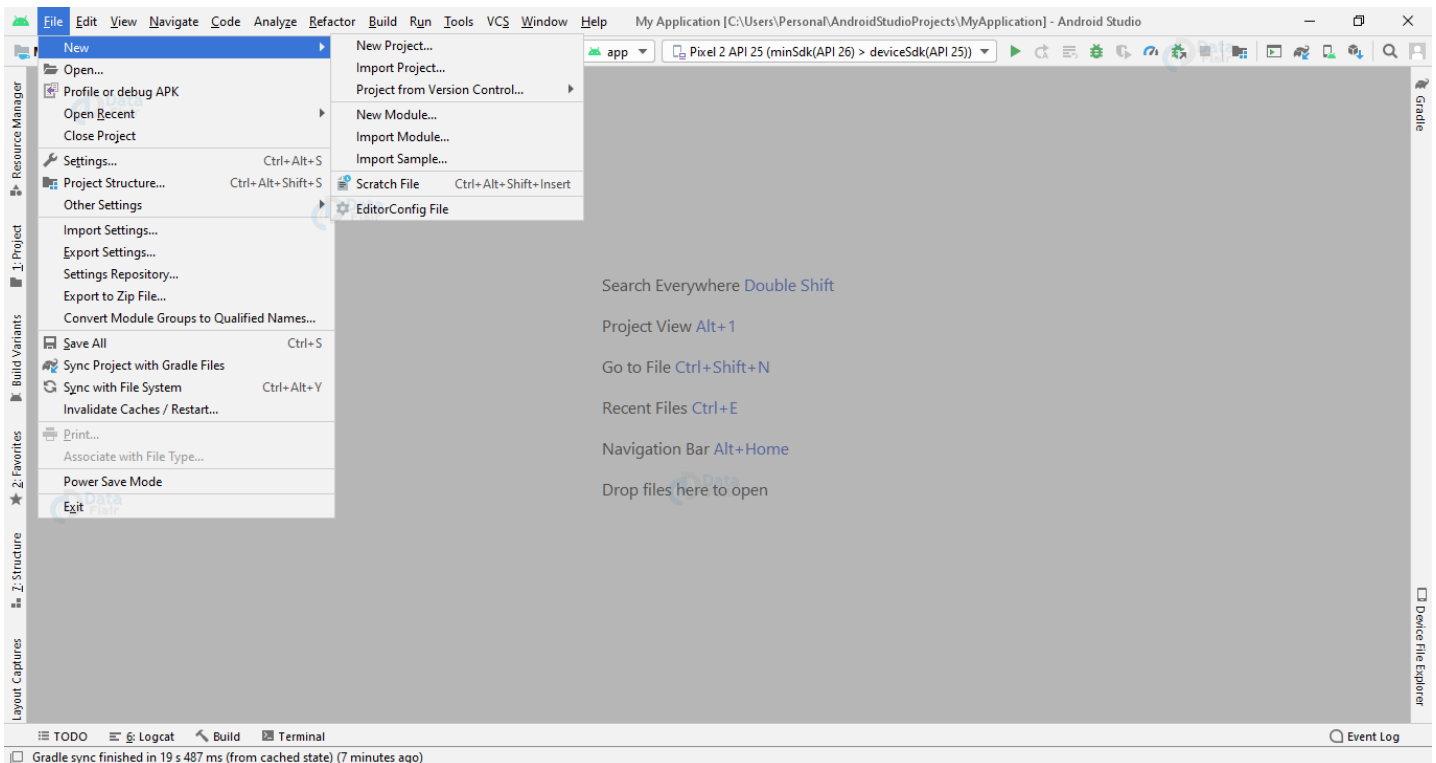 File Edit View Navigate Code Analyze Refactor Build Run Tools VCS Window Help My Application [C:\Users\Personal\AndroidStudioProjects\MyApplication] - Android Studio
app Pixel 2 API 25 (minSdk(API 26) > deviceSdk(API 25))
New
Open...
Profile or debug APK
Open Recent
Close Project
Settings... Ctrl+Alt+S
Project Structure... Ctrl+Alt+Shift+S
Other Settings
Import Settings...
Export Settings...
Settings Repository...
Export to Zip File...
Convert Module Groups to Qualified Names...
Save All Ctrl+S
Sync Project with Gradle Files
Sync with File System Ctrl+Alt+Y
Invalidate Caches / Restart...
Print...
Associate with File Type...
Power Save Mode
Exit
New Project...
Import Project...
Project from Version Control...
New Module...
Import Module...
Import Sample...
Scratch File Ctrl+Alt+Shift+Insert
EditorConfig File
Search Everywhere Double Shift
Project View Alt+1
Go to File Ctrl+Shift+N
Recent Files Ctrl+E
Navigation Bar Alt+Home
Drop files here to open
Resource Manager
1: Project
Build Variants
2: Favorites
Z: Structure
Layout Captures
Gradle
Device File Explorer
TODO 6: Logcat Build Terminal Event Log
Gradle sync finished in 19 s 487 ms (from cached state) (7 minutes ago)
Data
Flair